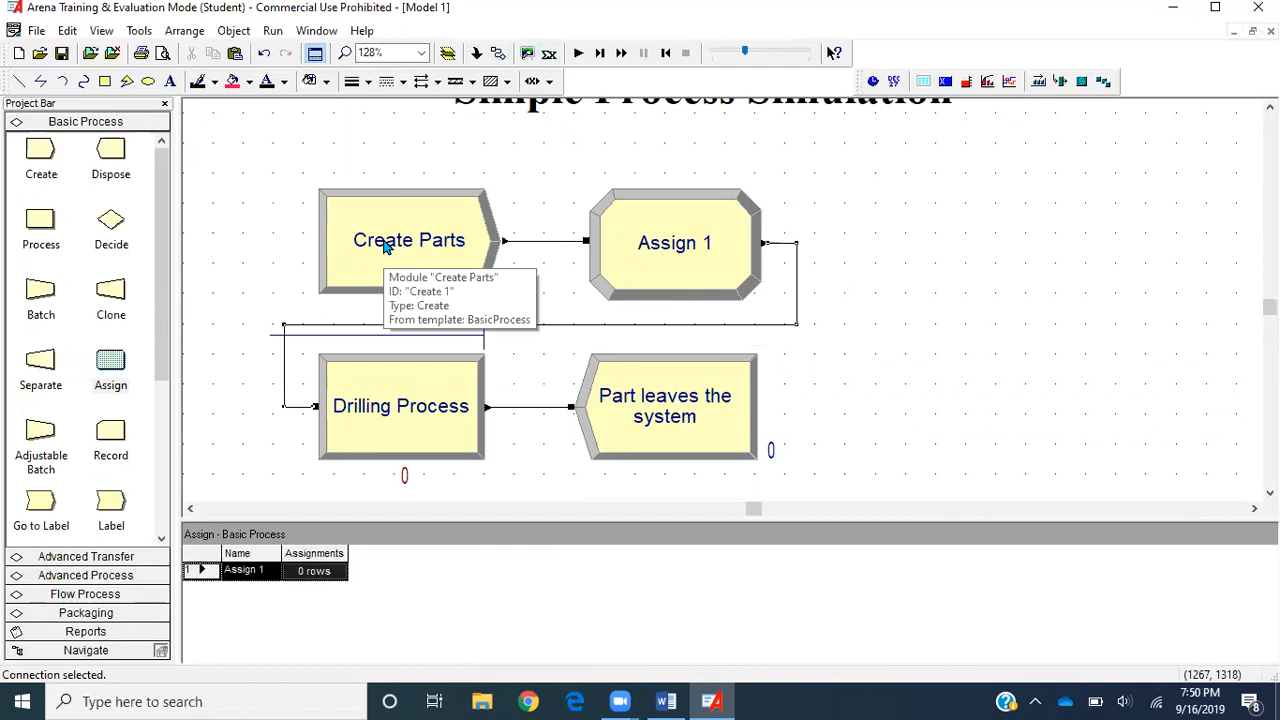 Arena Training & Evaluation Mode (Student) - Commercial Use Prohibited - [Model 1]
File Edit View Tools Arrange Object Run Window Help
128%
Project Bar
Basic Process
Create Dispose
Process Decide
Batch Clone
Separate Assign
Adjustable Batch Record
Go to Label Label
Advanced Transfer
Advanced Process
Flow Process
Packaging
Reports
Navigate
Simple Process Simulation
Create Parts
Assign 1
Module "Create Parts"
ID: "Create 1"
Type: Create
From template: BasicProcess
Drilling Process
Part leaves the
system
0
0
Assign - Basic Process
Name Assignments
1 Assign 1 0 rows
Connection selected.
(1267, 1318)
Type here to search
7:50 PM
9/16/2019
8